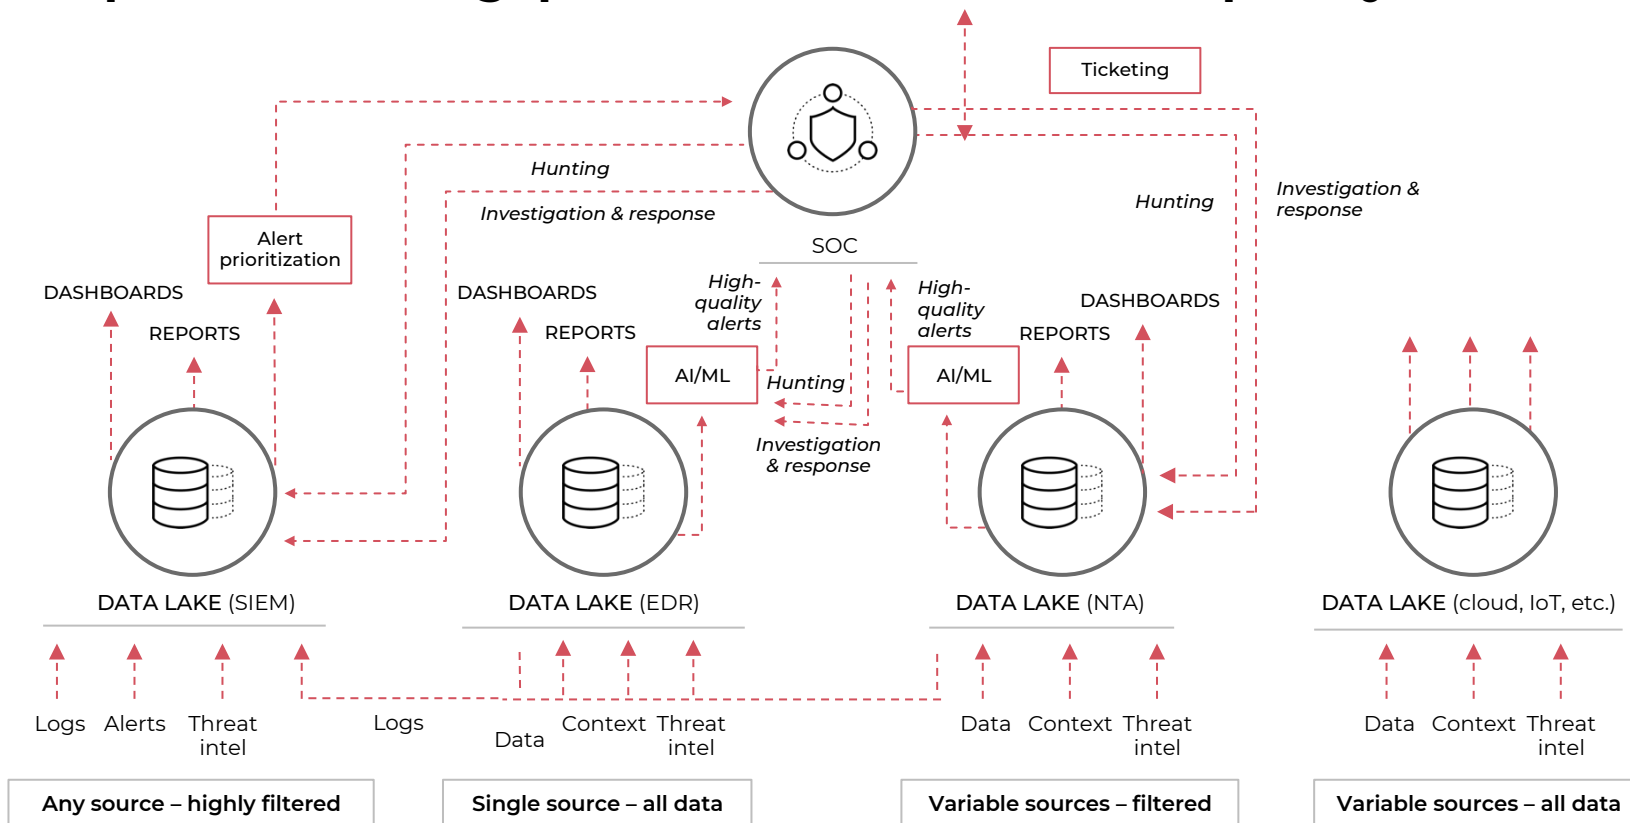 Ticketing
Hunting
Investigation & response
Hunting
Investigation &
response
SOC
Alert
prioritization
DASHBOARDS
REPORTS
DASHBOARDS
REPORTS
High-
quality
alerts
AI/ML
Hunting
Investigation
& response
High-
quality
alerts
AI/ML
REPORTS
DASHBOARDS
DATA LAKE (SIEM)
DATA LAKE (EDR)
DATA LAKE (NTA)
DATA LAKE (cloud, IoT, etc.)
Logs
Alerts
Threat
intel
Logs
Data
Context
Threat
intel
Data
Context
Threat
intel
Data
Context
Threat
intel
Any source – highly filtered
Single source – all data
Variable sources – filtered
Variable sources – all data